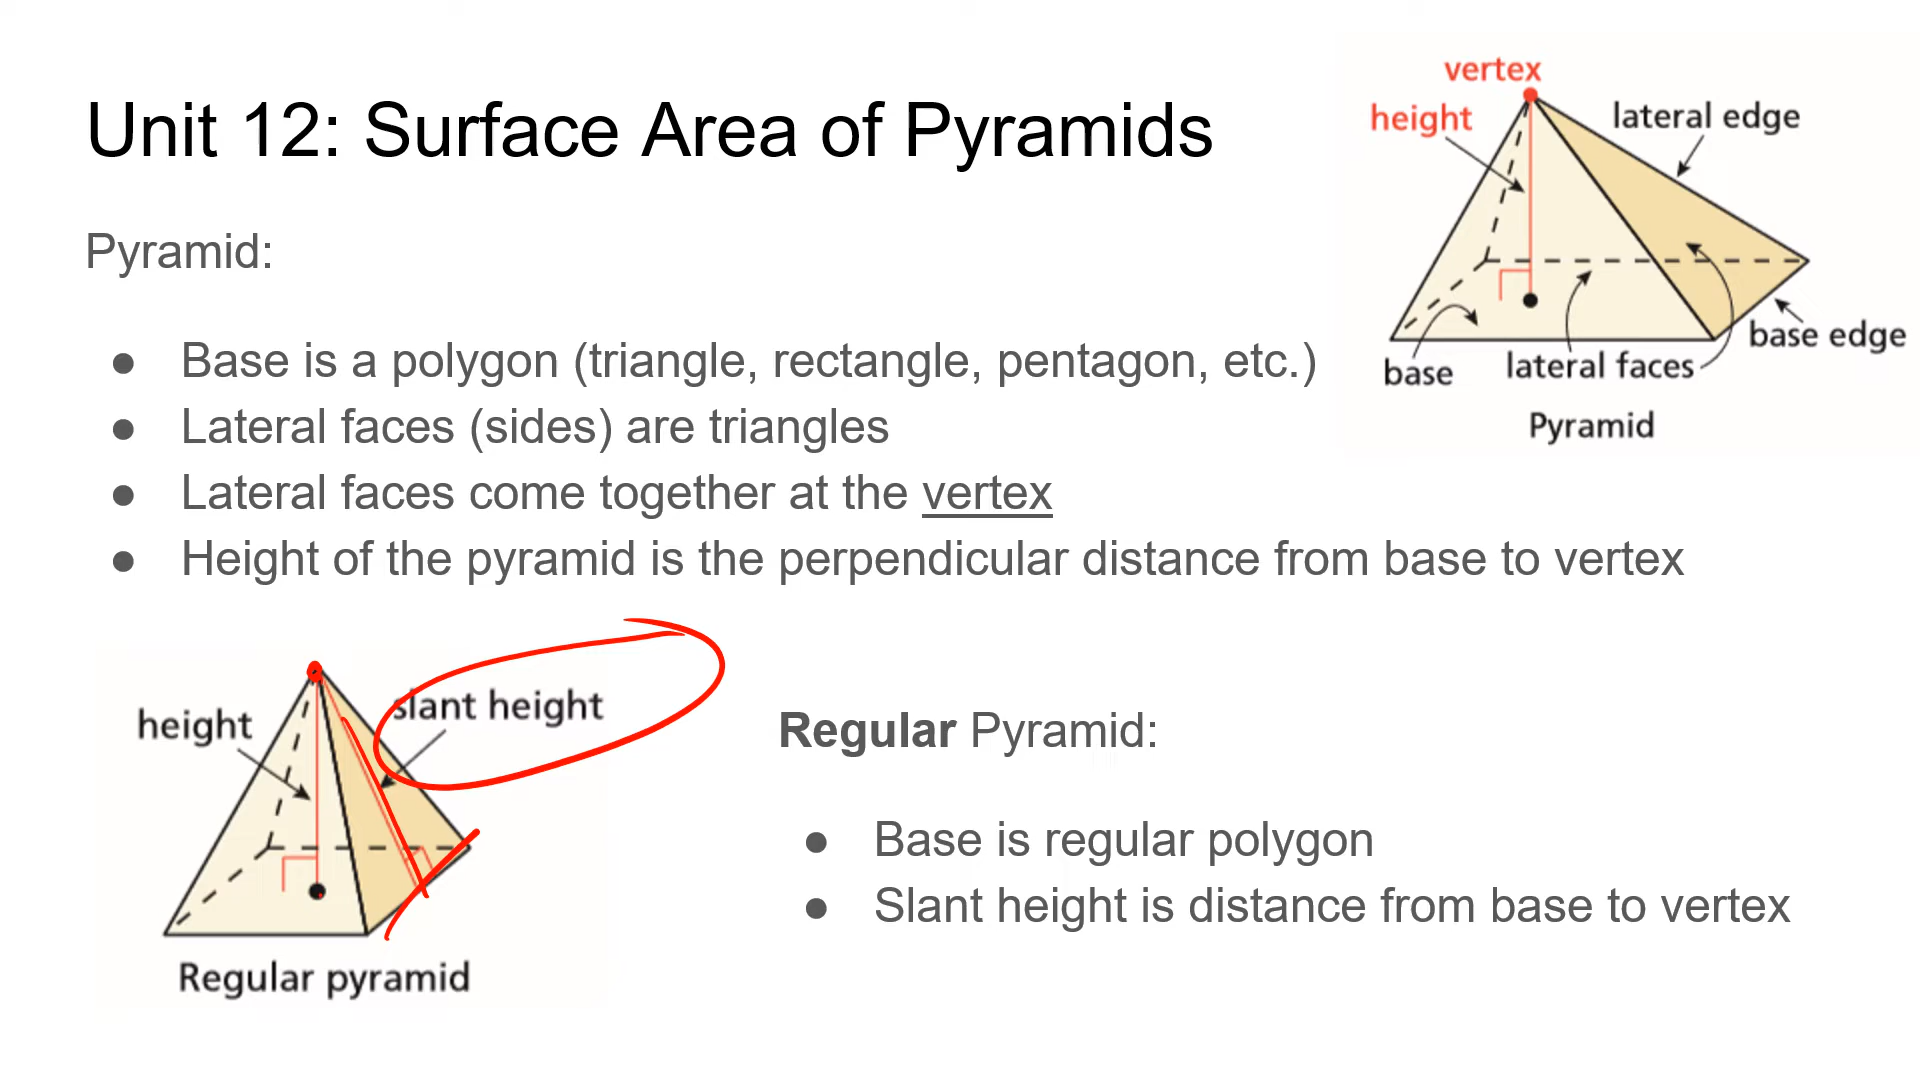 Unit 12: Surface Area of Pyramids
vertex
height
lateral edge
base
lateral faces
base edge
Pyramid
Pyramid:
● Base is a polygon (triangle, rectangle, pentagon, etc.)
● Lateral faces (sides) are triangles
● Lateral faces come together at the vertex
● Height of the pyramid is the perpendicular distance from base to vertex
height
slant height
Regular pyramid
Regular Pyramid:
● Base is regular polygon
● Slant height is distance from base to vertex